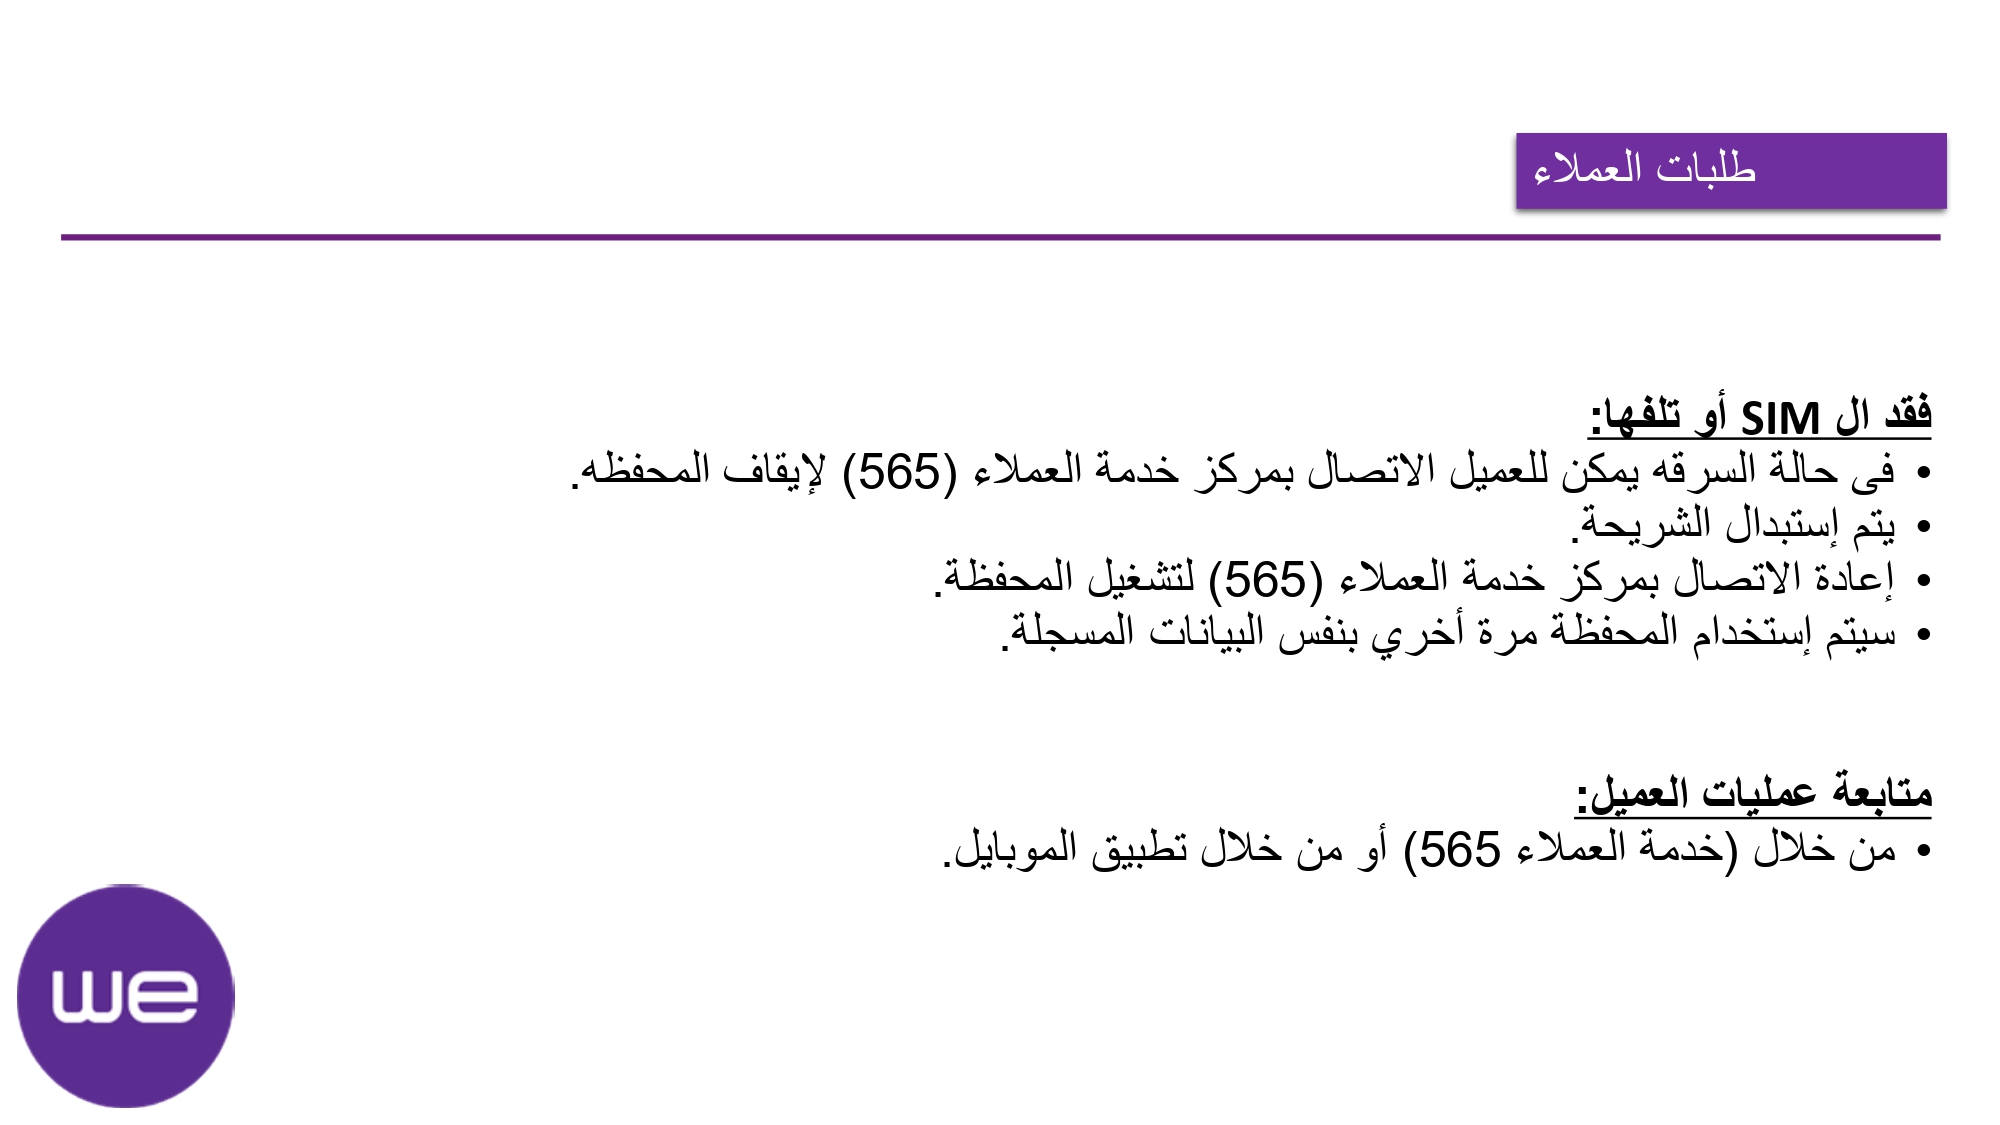 طلبات العملاء
فقد ال SIM أو تلفها:
• فى حالة السرقه يمكن للعميل الاتصال بمركز خدمة العملاء (565) لإيقاف المحفظه.
• يتم إستبدال الشريحة.
• إعادة الاتصال بمركز خدمة العملاء (565) لتشغيل المحفظة.
• سيتم إستخدام المحفظة مرة أخري بنفس البيانات المسجلة.
متابعة عمليات العميل:
• من خلال (خدمة العملاء 565) أو من خلال تطبيق الموبايل.
we